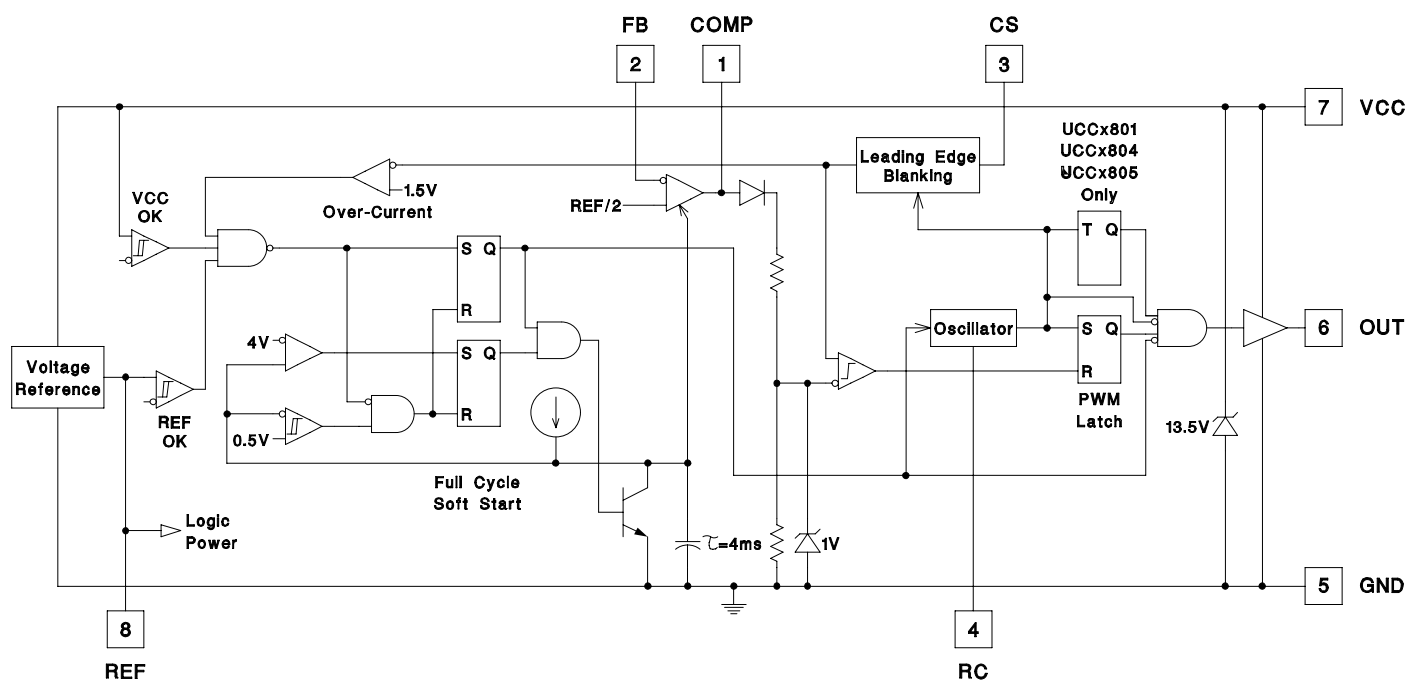 FB
COMP
CS
2
1
3
7
VCC
UCCx801
UCCx804
UCCx805
Only
Leading Edge
Blanking
1.5V
Over-Current
VCC
OK
REF/2
T Q
S Q
R
4V
S Q
R
0.5V
Oscillator
S Q
R
PWM
Latch
6
OUT
Voltage
Reference
REF
OK
13.5V
Full Cycle
Soft Start
Logic
Power
τ=4ms
1V
5
GND
8
REF
4
RC